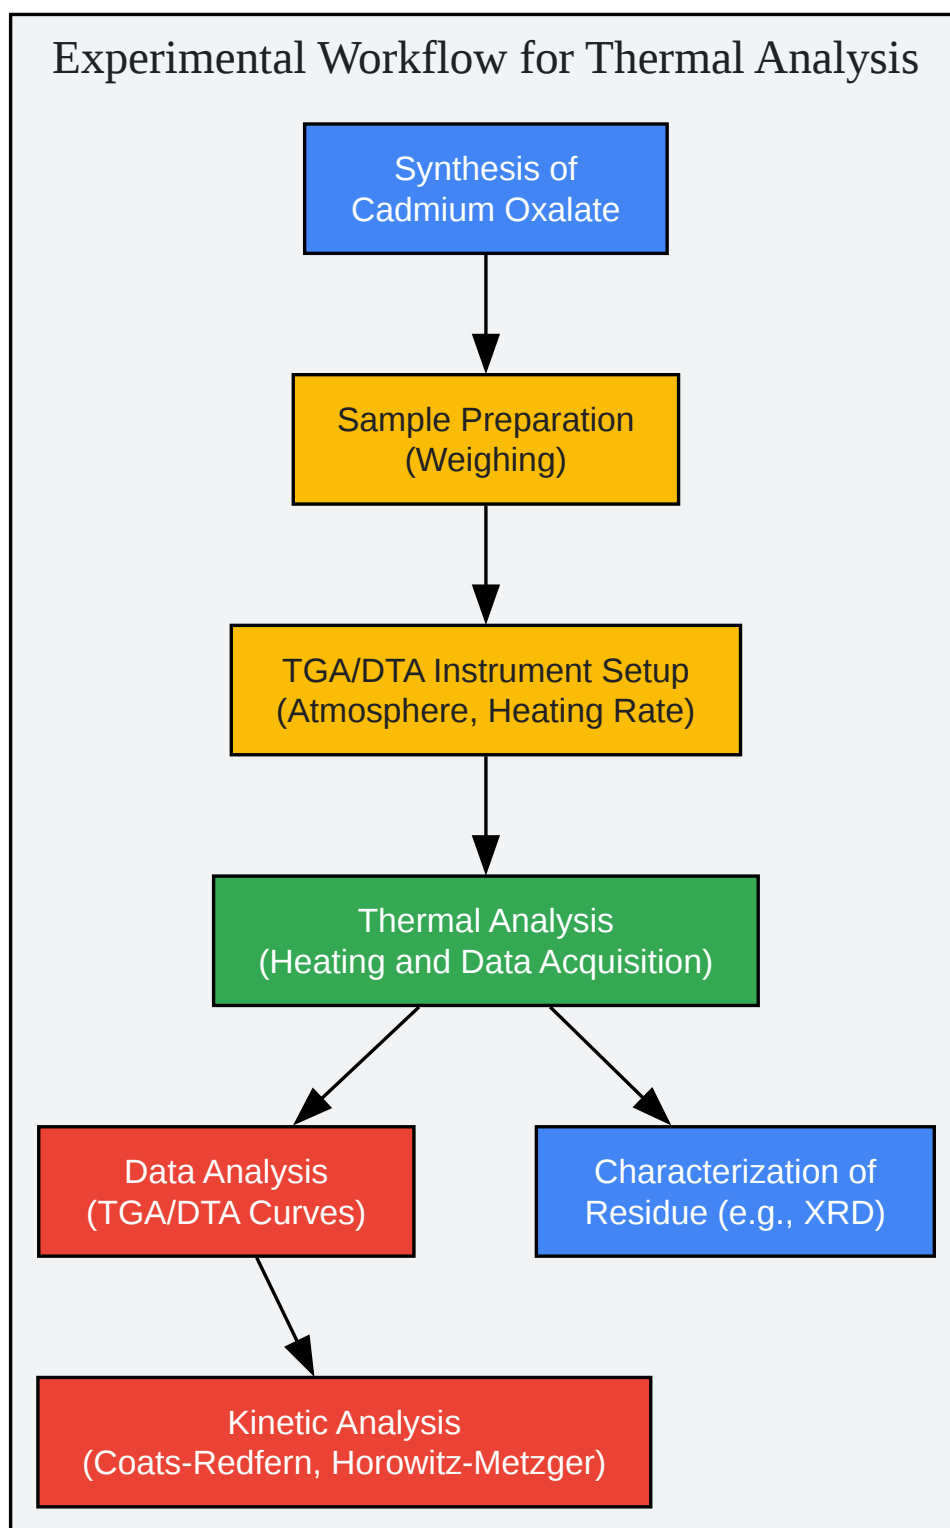 Experimental Workflow for Thermal Analysis
Synthesis of
Cadmium Oxalate
Sample Preparation
(Weighing)
TGA/DTA Instrument Setup
(Atmosphere, Heating Rate)
Thermal Analysis
(Heating and Data Acquisition)
Data Analysis
(TGA/DTA Curves)
Characterization of
Residue (e.g., XRD)
Kinetic Analysis
(Coats-Redfern, Horowitz-Metzger)